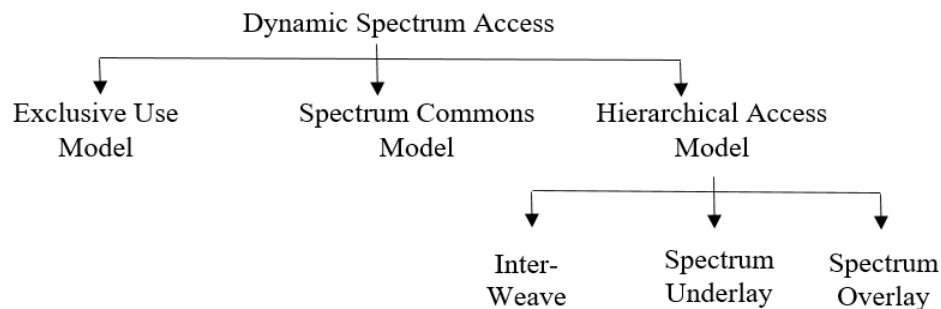 Dynamic Spectrum Access
Exclusive Use
Model
Spectrum Commons
Model
Hierarchical Access
Model
Inter-
Weave
Spectrum
Underlay
Spectrum
Overlay